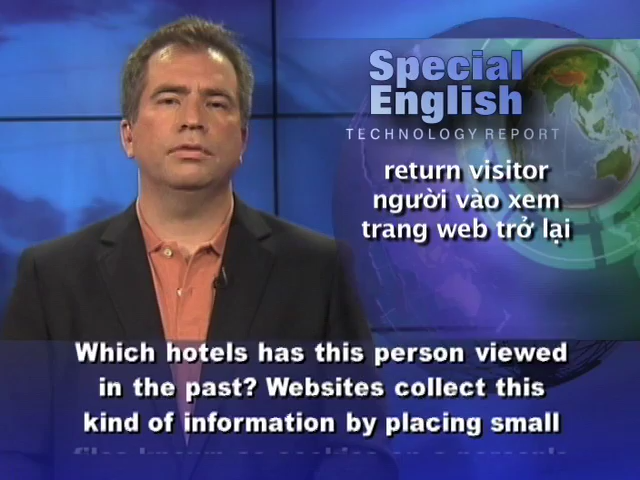 Special
English
TECHNOLOGY REPORT
return visitor
người vào xem
trang web trở lại
Which hotels has this person viewed
in the past? Websites collect this
kind of information by placing small